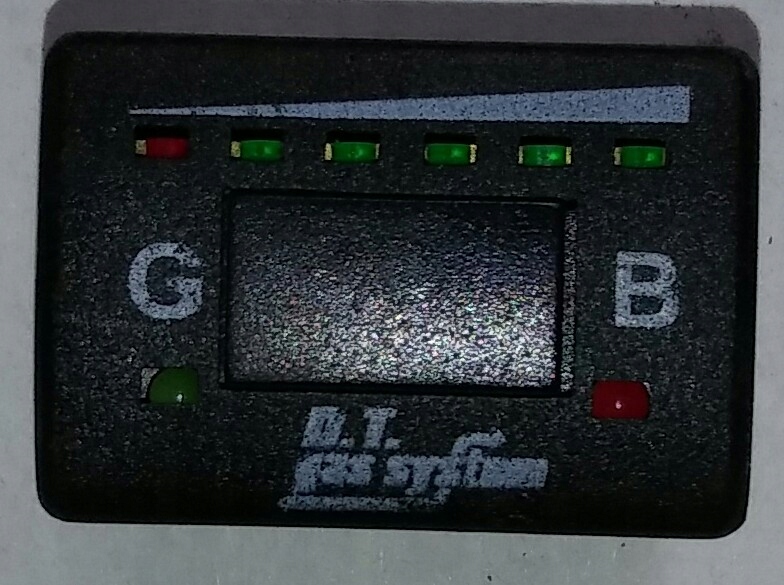 G B
D.T.
gas system